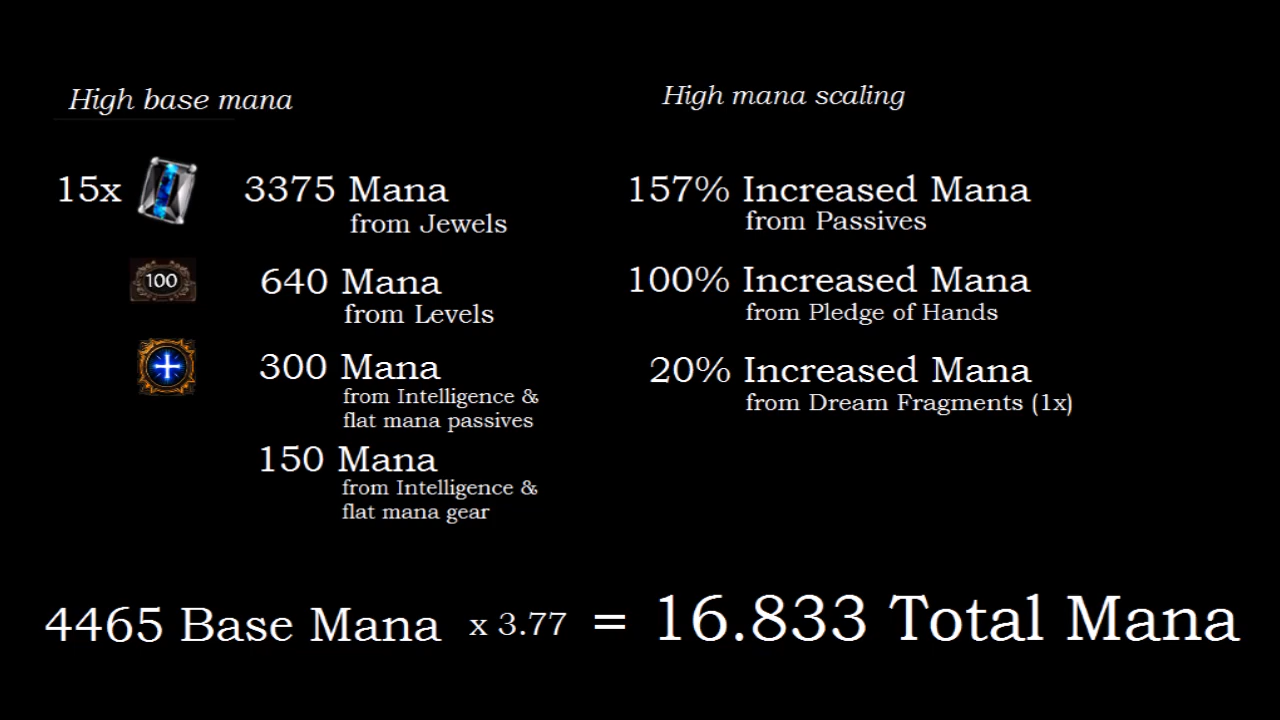 High base mana
15x
3375 Mana
from Jewels
100
640 Mana
from Levels
300 Mana
from Intelligence &
flat mana passives
150 Mana
from Intelligence &
flat mana gear
High mana scaling
157% Increased Mana
from Passives
100% Increased Mana
from Pledge of Hands
20% Increased Mana
from Dream Fragments (1x)
4465 Base Mana x 3.77 = 16.833 Total Mana